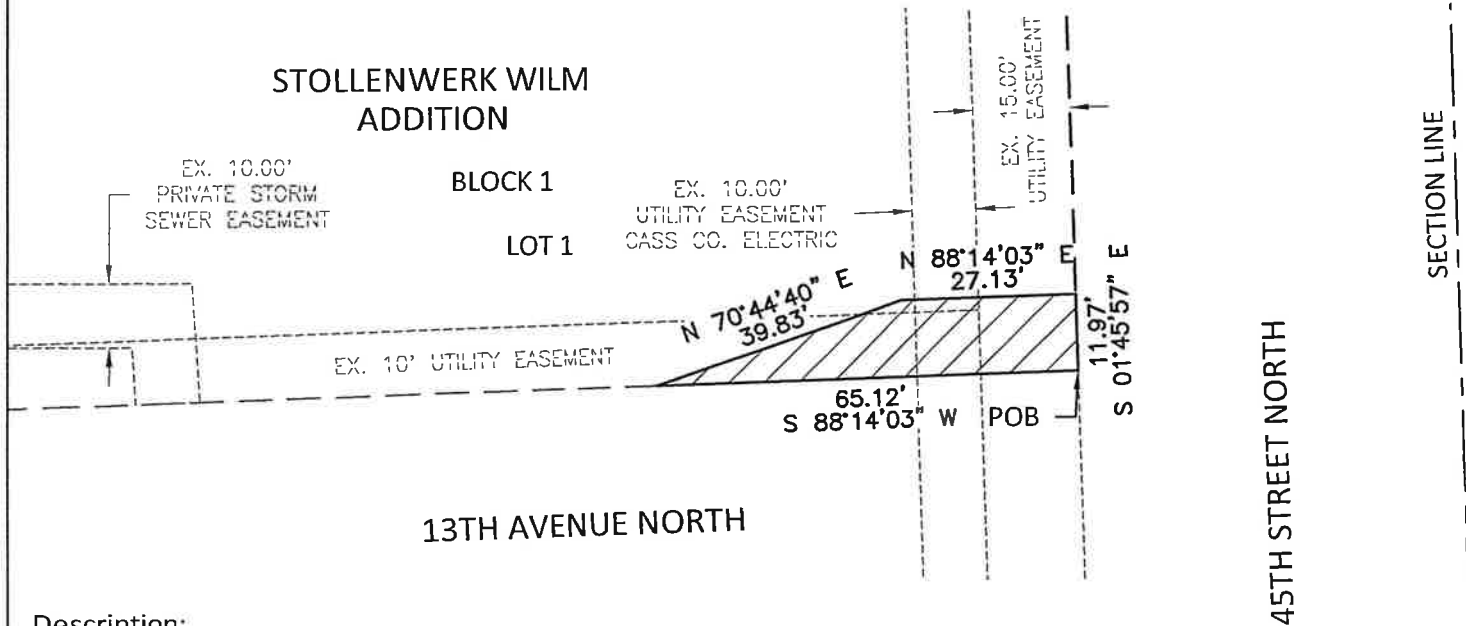 STOLLENWERK WILM
ADDITION
BLOCK 1
LOT 1
EX. 10.00'
PRIVATE STORM
SEWER EASEMENT
EX. 10.00'
UTILITY EASEMENT
CASS CO. ELECTRIC
EX. 15.00'
UTILITY EASEMENT
SECTION LINE
N 88°14'03" E
27.13'
N 70°44'40" E
39.83'
11.97'
S 01°45'57" E
EX. 10' UTILITY EASEMENT
65.12'
S 88°14'03" W
POB
13TH AVENUE NORTH
45TH STREET NORTH
Description: